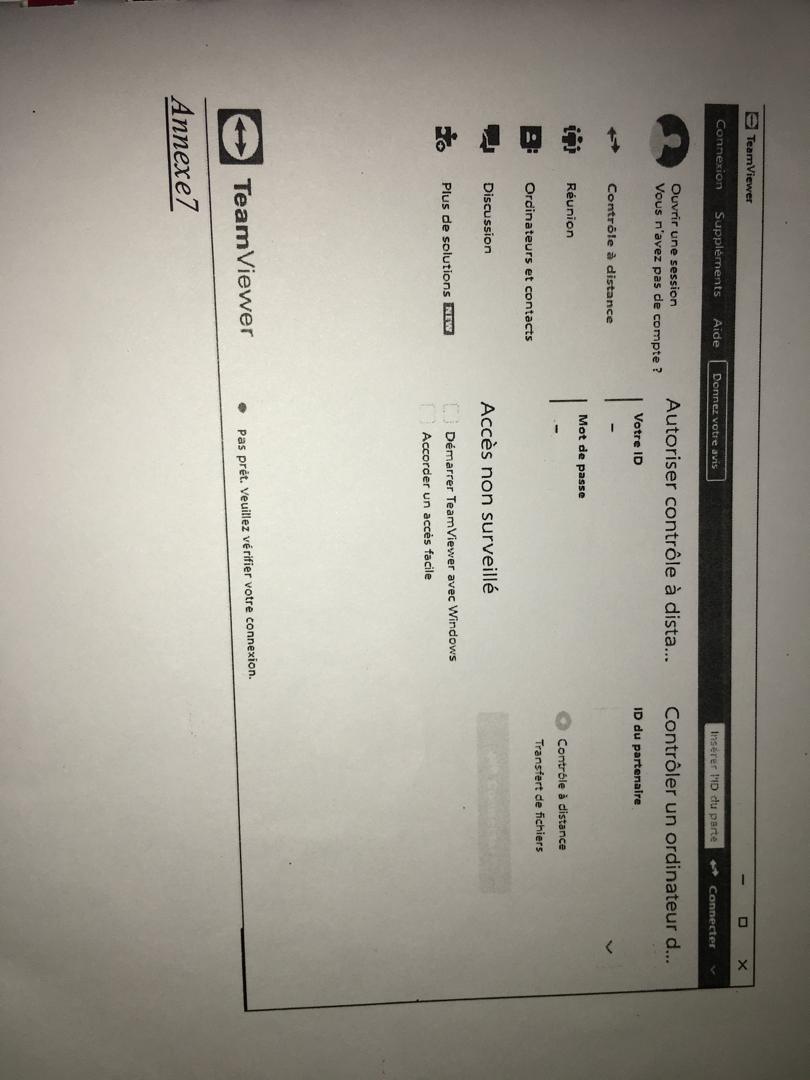 TeamViewer
Connexion Suppléments Aide Donnez votre avis Insérer l'ID du parte Connecter
Ouvrir une session
Vous n'avez pas de compte ?
Contrôle à distance
Réunion
Ordinateurs et contacts
Discussion
Plus de solutions NEW
TeamViewer
Autoriser contrôle à dista...
Votre ID
-
Mot de passe
-
Accès non surveillé
Démarrer TeamViewer avec Windows
Accorder un accès facile
Contrôler un ordinateur d...
ID du partenaire
Contrôle à distance
Transfert de fichiers
Pas prêt. Veuillez vérifier votre connexion.
Annexe7